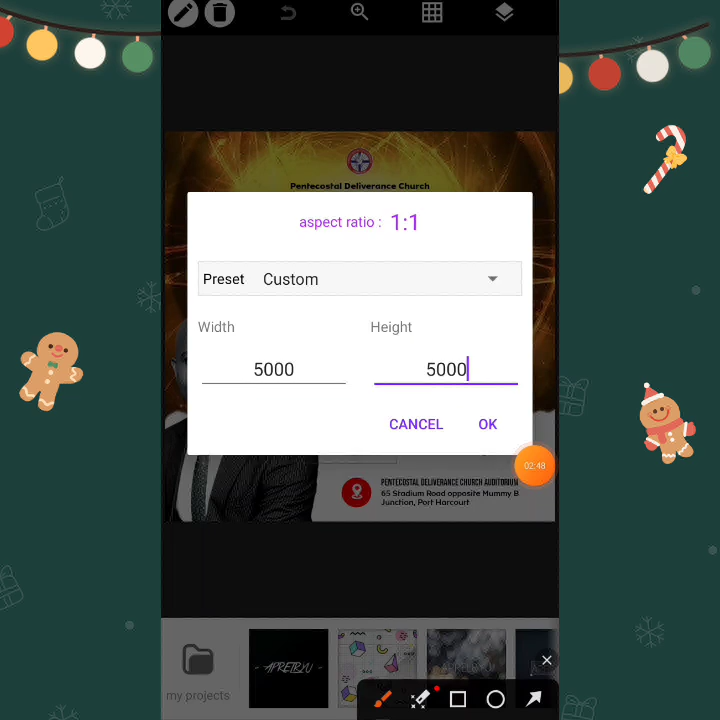 Pentecostal Deliverance Church
aspect ratio : 1:1
Preset Custom
Width Height
5000 5000
CANCEL OK
02:48
PENTECOSTAL DELIVERANCE CHURCH AUDITORIUM
65 Stadium Road opposite Mummy B
Junction, Port Harcourt
APRETZU
my projects